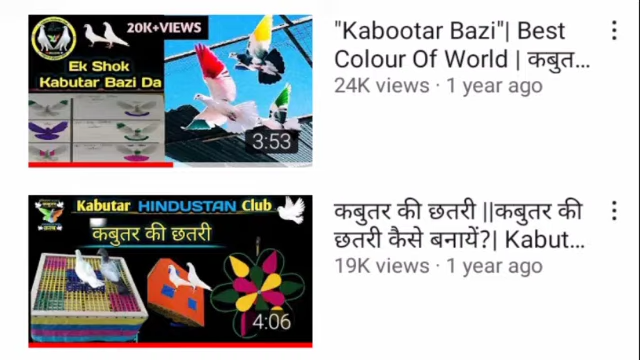 20K+VIEWS
Ek Shok
Kabutar Bazi Da
3:53
"Kabootar Bazi"| Best
Colour Of World | कबुत...
24K views · 1 year ago
Kabutar HINDUSTAN Club
कबुतर की छतरी
4:06
कबुतर की छतरी ||कबुतर की
छतरी कैसे बनायें?| Kabut...
19K views · 1 year ago